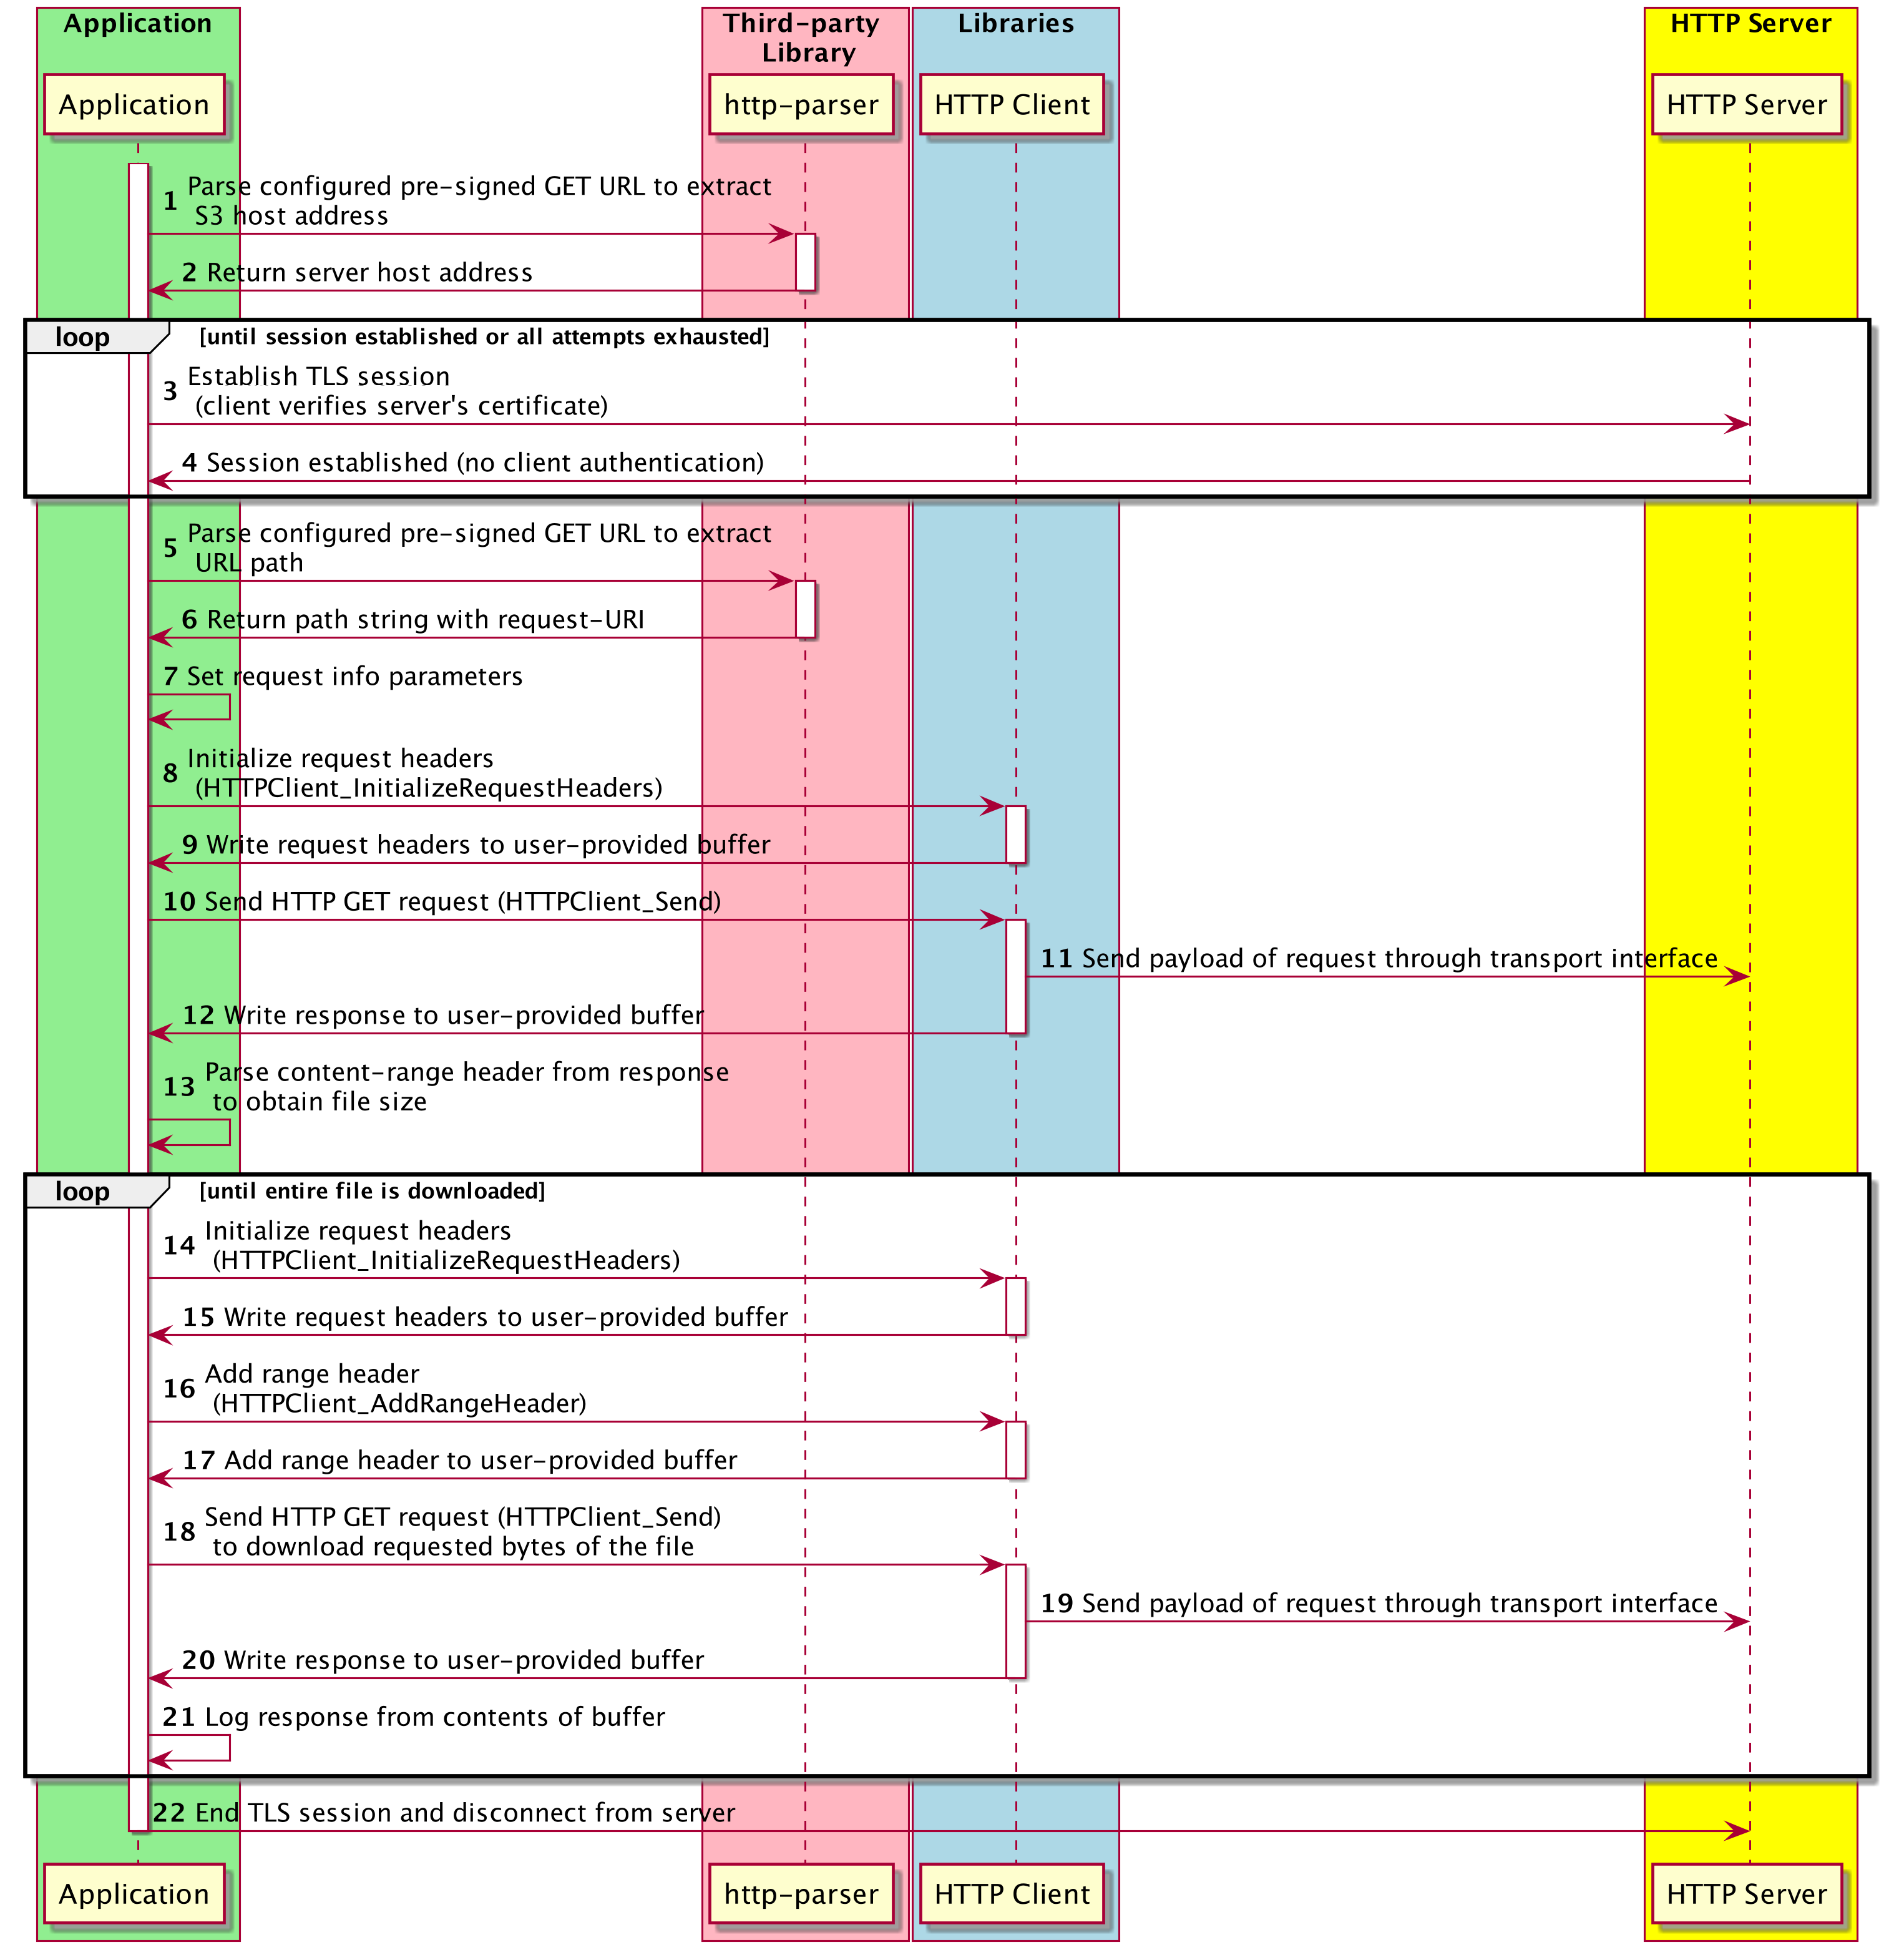 Application
Third-party
Library
Libraries
HTTP Server
Application
http-parser
HTTP Client
HTTP Server
1 Parse configured pre-signed GET URL to extract
S3 host address
2 Return server host address
loop [until session established or all attempts exhausted]
3 Establish TLS session
(client verifies server's certificate)
4 Session established (no client authentication)
5 Parse configured pre-signed GET URL to extract
URL path
6 Return path string with request-URI
7 Set request info parameters
8 Initialize request headers
(HTTPClient_InitializeRequestHeaders)
9 Write request headers to user-provided buffer
10 Send HTTP GET request (HTTPClient_Send)
11 Send payload of request through transport interface
12 Write response to user-provided buffer
13 Parse content-range header from response
to obtain file size
loop [until entire file is downloaded]
14 Initialize request headers
(HTTPClient_InitializeRequestHeaders)
15 Write request headers to user-provided buffer
16 Add range header
(HTTPClient_AddRangeHeader)
17 Add range header to user-provided buffer
18 Send HTTP GET request (HTTPClient_Send)
to download requested bytes of the file
19 Send payload of request through transport interface
20 Write response to user-provided buffer
21 Log response from contents of buffer
22 End TLS session and disconnect from server
Application
http-parser
HTTP Client
HTTP Server